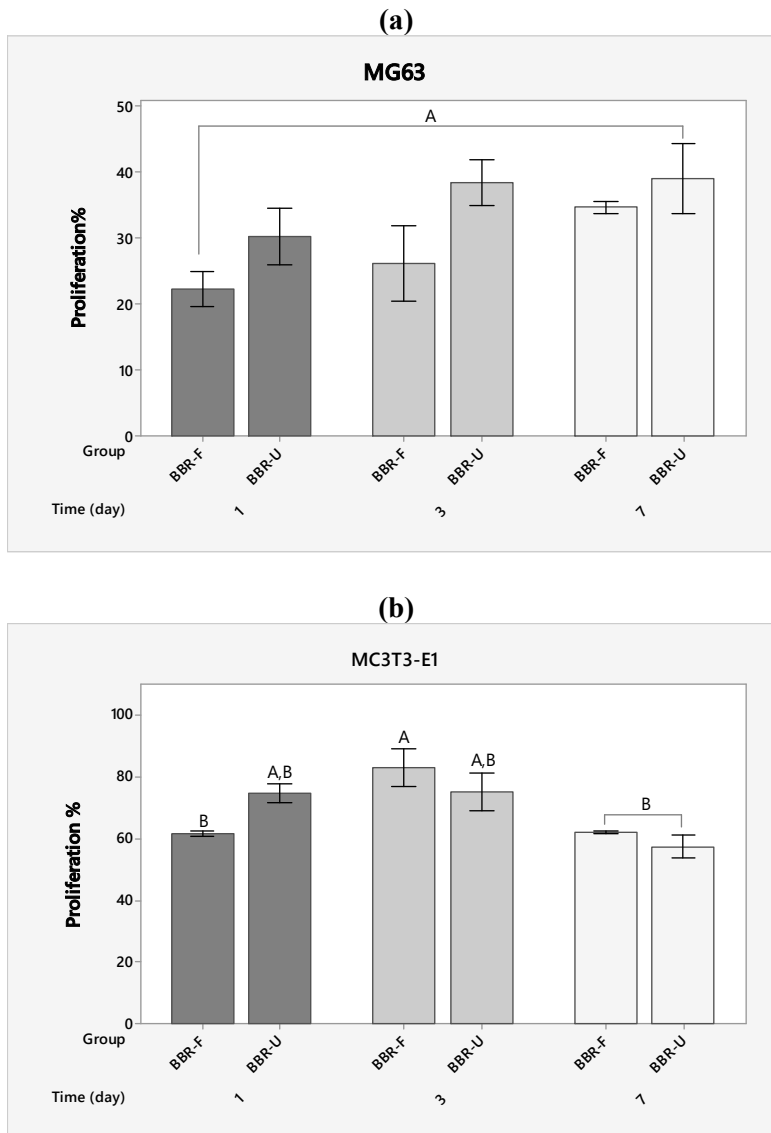 (a)
MG63
Proliferation%
50
40
30
20
10
0
A
Group
BBR-F BBR-U BBR-F BBR-U BBR-F BBR-U
Time (day) 1 3 7
(b)
MC3T3-E1
Proliferation %
100
80
60
40
20
0
B A,B A A,B B
Group
BBR-F BBR-U BBR-F BBR-U BBR-F BBR-U
Time (day) 1 3 7